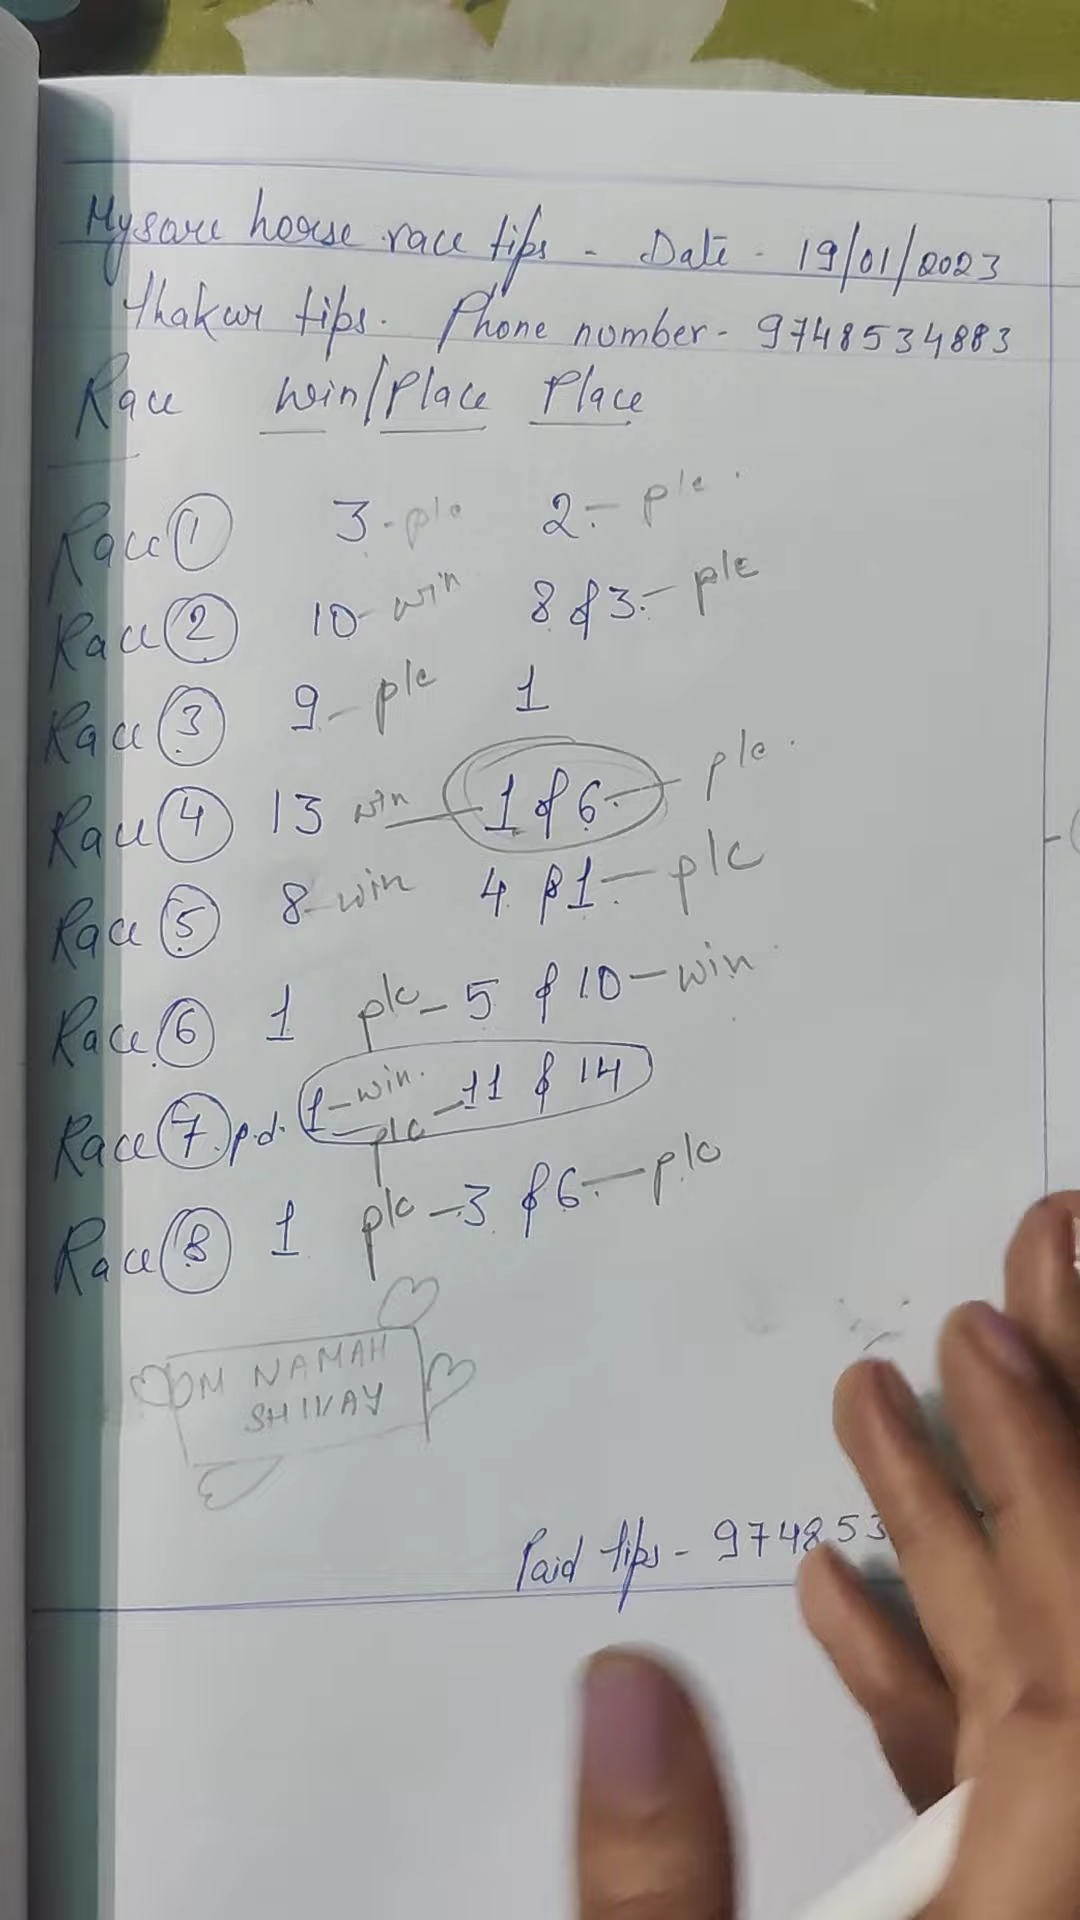 Mysore horse race tips - Date - 19/01/2023
Thakur tips. Phone number - 9748534883
Race Win/Place Place
Race 1 3 - plc 2 - plc.
Race 2 10 - win 8 & 3 - plc
Race 3 9 - plc 1
Race 4 13 win 1 & 6 - plc.
Race 5 8 - win 4 & 1 - plc
Race 6 1 plc - 5 & 10 - win
Race 7 p.d. 1 - win. plc - 11 & 14
Race 8 1 plc - 3 & 6 - plc
OM NAMAH
SHIVAY
Paid tips - 974853